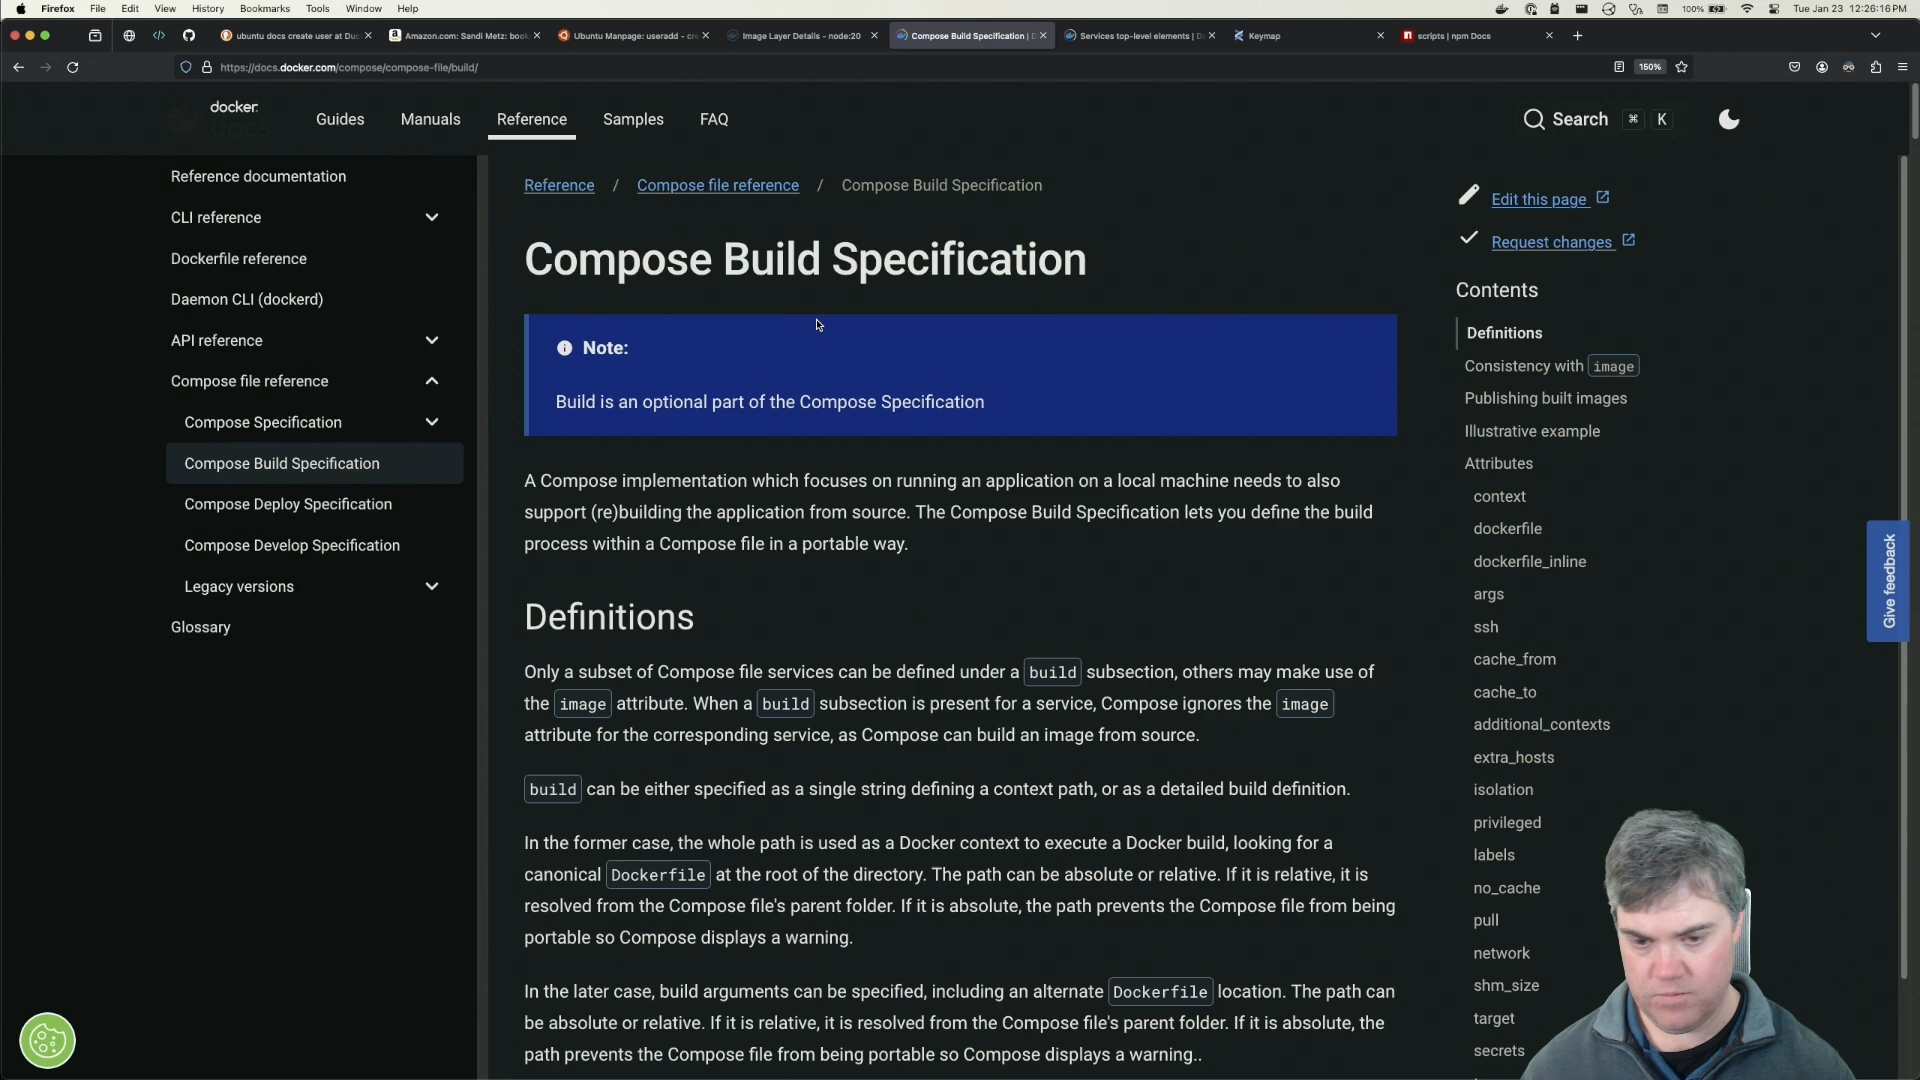 Firefox File Edit View History Bookmarks Tools Window Help 100% Tue Jan 23 12:26:16 PM
ubuntu docs create user at Duc
Amazon.com: Sandi Metz: book
Ubuntu Manpage: useradd - cre
Image Layer Details - node:20
Compose Build Specification | D
Services top-level elements | D
Keymap
scripts | npm Docs
https://docs.docker.com/compose/compose-file/build/
150%
docker
docs
Guides
Manuals
Reference
Samples
FAQ
Search
⌘ K
Reference documentation
CLI reference
Dockerfile reference
Daemon CLI (dockerd)
API reference
Compose file reference
Compose Specification
Compose Build Specification
Compose Deploy Specification
Compose Develop Specification
Legacy versions
Glossary
Reference / Compose file reference / Compose Build Specification
Compose Build Specification
Note:
Build is an optional part of the Compose Specification
A Compose implementation which focuses on running an application on a local machine needs to also
support (re)building the application from source. The Compose Build Specification lets you define the build
process within a Compose file in a portable way.
Definitions
Only a subset of Compose file services can be defined under a build subsection, others may make use of
the image attribute. When a build subsection is present for a service, Compose ignores the image
attribute for the corresponding service, as Compose can build an image from source.
build can be either specified as a single string defining a context path, or as a detailed build definition.
In the former case, the whole path is used as a Docker context to execute a Docker build, looking for a
canonical Dockerfile at the root of the directory. The path can be absolute or relative. If it is relative, it is
resolved from the Compose file's parent folder. If it is absolute, the path prevents the Compose file from being
portable so Compose displays a warning.
In the later case, build arguments can be specified, including an alternate Dockerfile location. The path can
be absolute or relative. If it is relative, it is resolved from the Compose file's parent folder. If it is absolute, the
path prevents the Compose file from being portable so Compose displays a warning..
Edit this page
Request changes
Contents
Definitions
Consistency with image
Publishing built images
Illustrative example
Attributes
context
dockerfile
dockerfile_inline
args
ssh
cache_from
cache_to
additional_contexts
extra_hosts
isolation
privileged
labels
no_cache
pull
network
shm_size
target
secrets
Give feedback